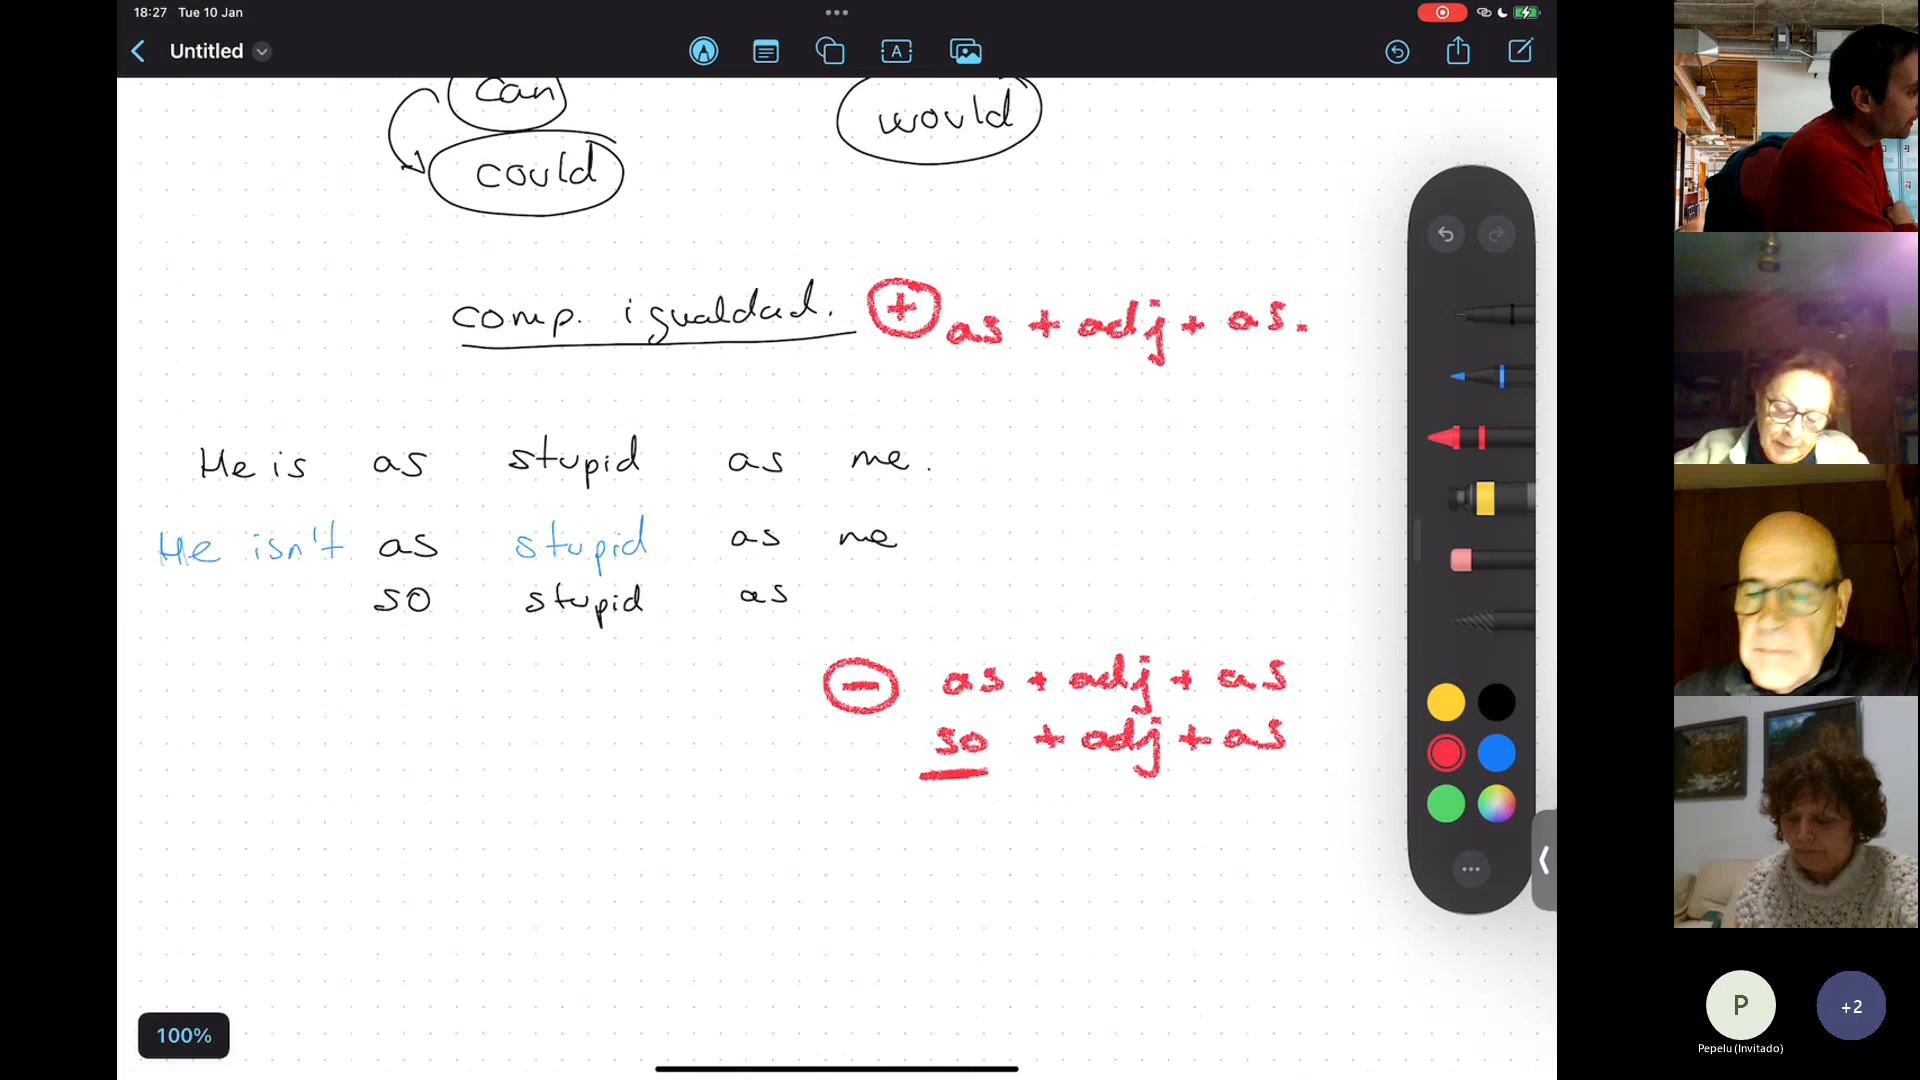 18:27 Tue 10 Jan
Untitled
A
can
would
could
comp. igualdad. + as + adj + as.
He is as stupid as me.
He isn't as stupid as me
so stupid as
- as + adj + as
so + adj + as
100%
P
+2
Pepelu (Invitado)